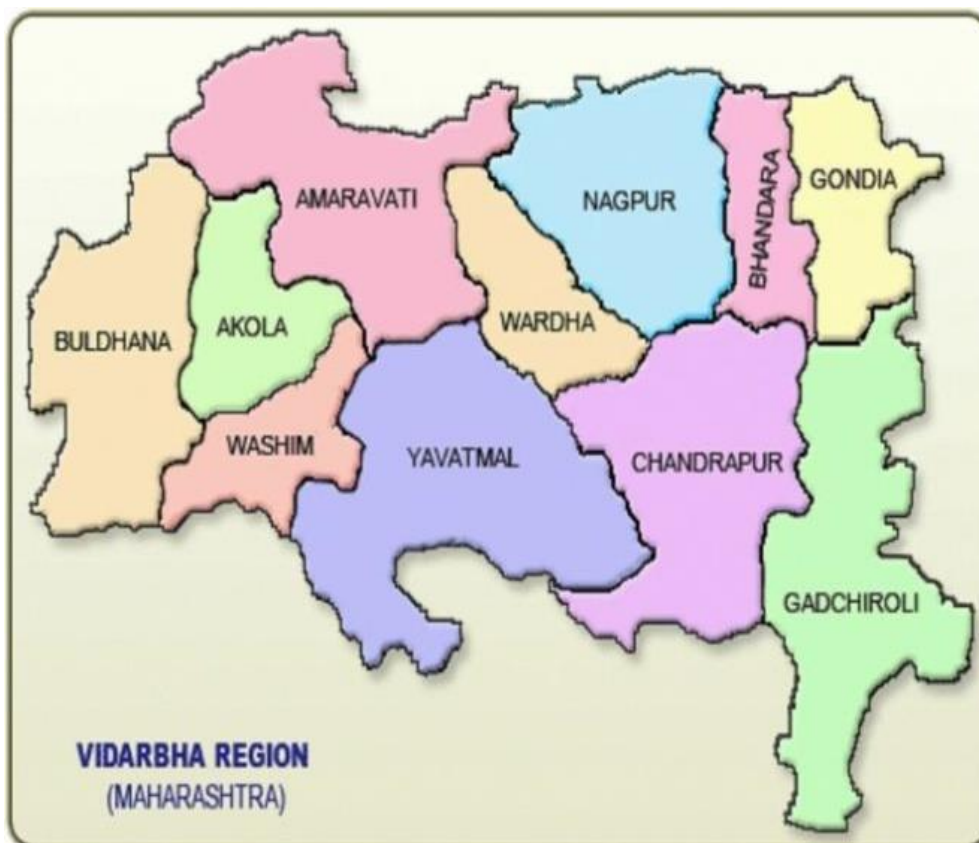 AMARAVATI
NAGPUR
BHANDARA
GONDIA
BULDHANA
AKOLA
WARDHA
WASHIM
YAVATMAL
CHANDRAPUR
GADCHIROLI
VIDARBHA REGION
(MAHARASHTRA)